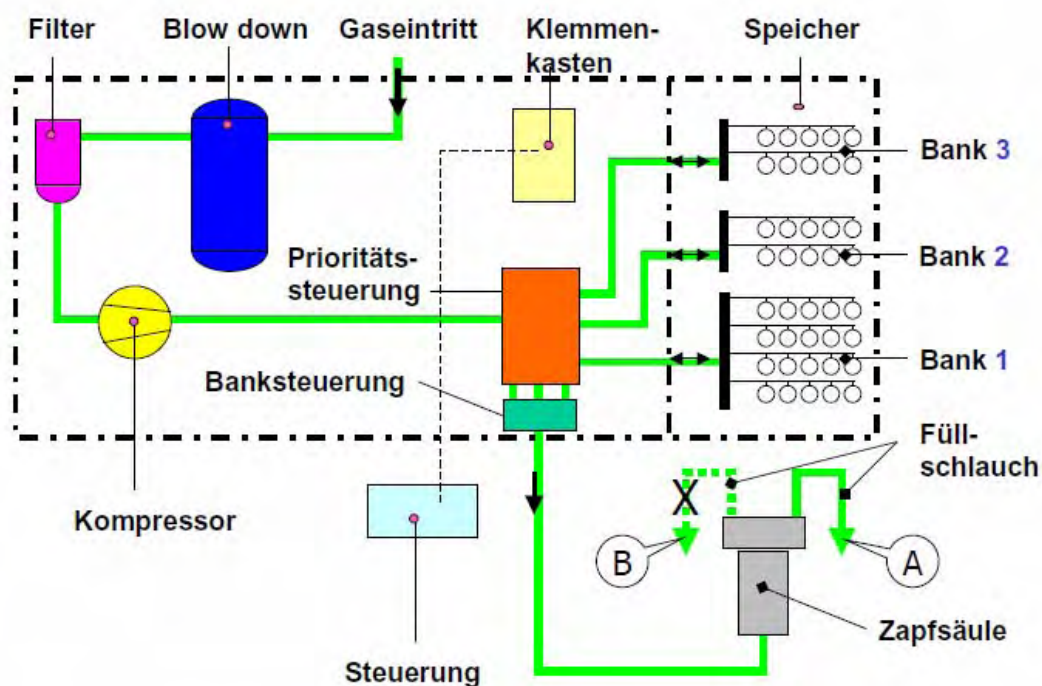 Filter
Blow down
Gaseintritt
Klemmen-
kasten
Speicher
Bank 3
Bank 2
Prioritäts-
steuerung
Bank 1
Banksteuerung
Füll-
schlauch
Kompressor
X
B
A
Zapfsäule
Steuerung